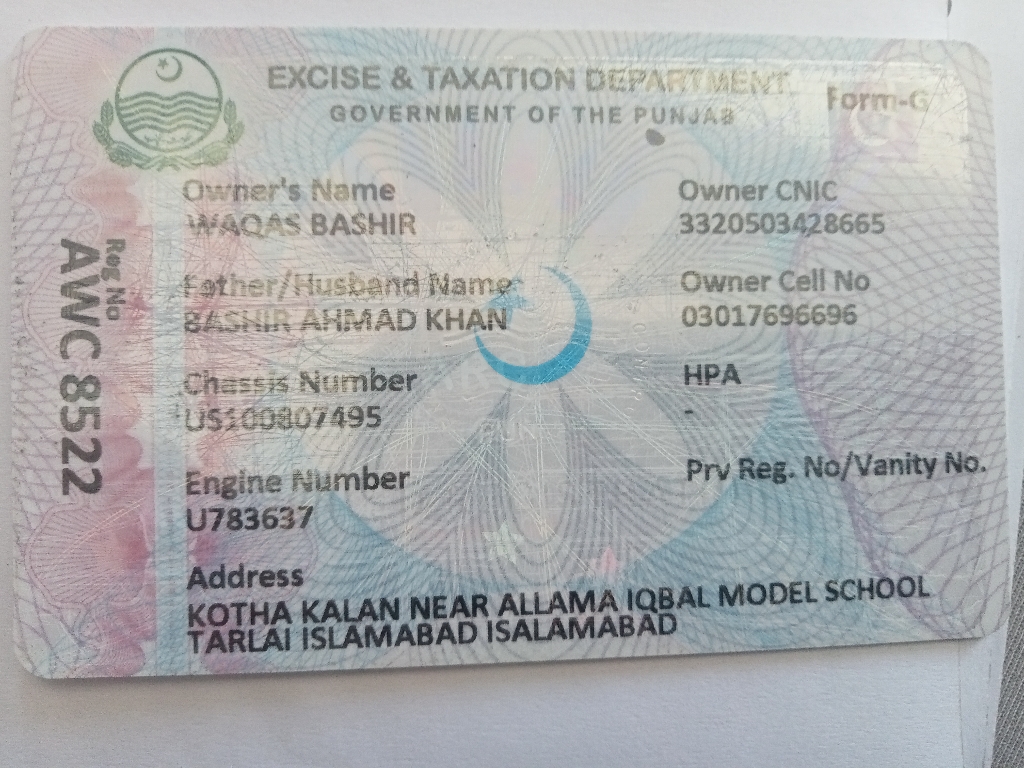 EXCISE & TAXATION DEPARTMENT
GOVERNMENT OF THE PUNJAB
Form-G
Owner's Name
WAQAS BASHIR
Owner CNIC
3320503428665
Father/Husband Name
BASHIR AHMAD KHAN
Owner Cell No
03017696696
Chassis Number
US100807495
HPA
-
Engine Number
U783637
Prv Reg. No/Vanity No.
Address
KOTHA KALAN NEAR ALLAMA IQBAL MODEL SCHOOL
TARLAI ISLAMABAD ISALAMABAD
Reg No
AWC 8522